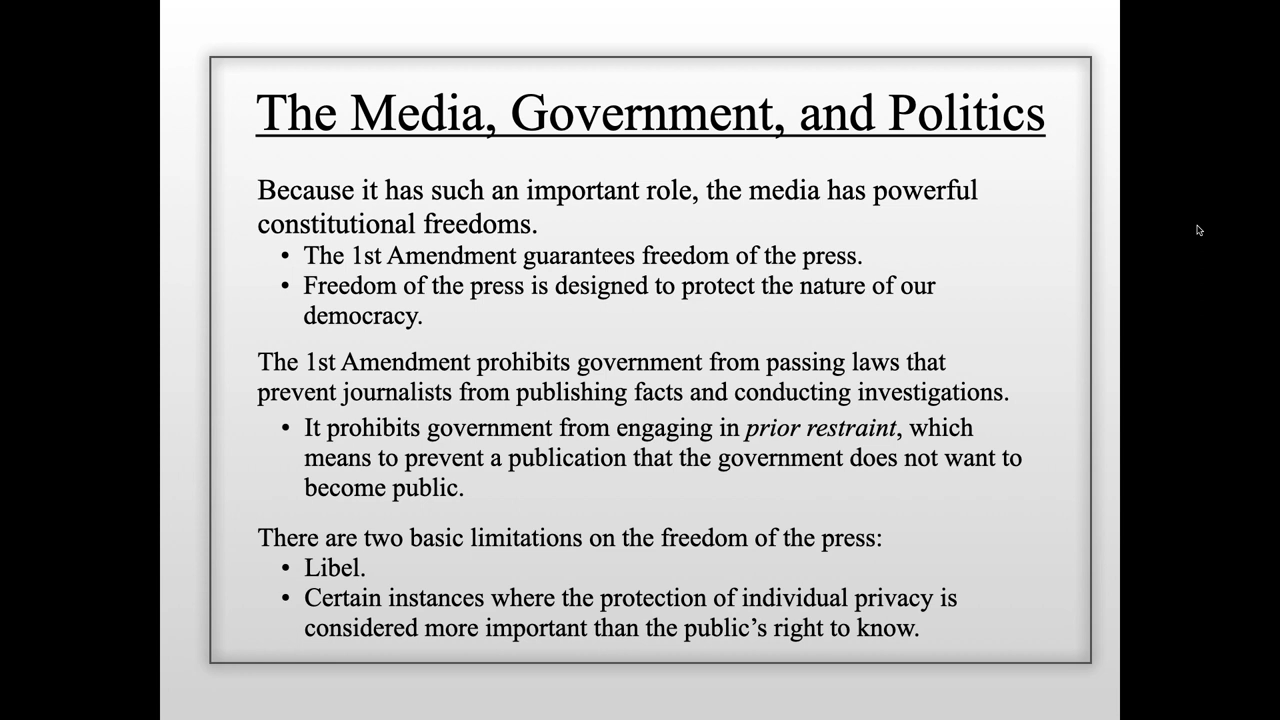 The Media, Government, and Politics
Because it has such an important role, the media has powerful
constitutional freedoms.
• The 1st Amendment guarantees freedom of the press.
• Freedom of the press is designed to protect the nature of our
democracy.
The 1st Amendment prohibits government from passing laws that
prevent journalists from publishing facts and conducting investigations.
• It prohibits government from engaging in prior restraint, which
means to prevent a publication that the government does not want to
become public.
There are two basic limitations on the freedom of the press:
• Libel.
• Certain instances where the protection of individual privacy is
considered more important than the public’s right to know.